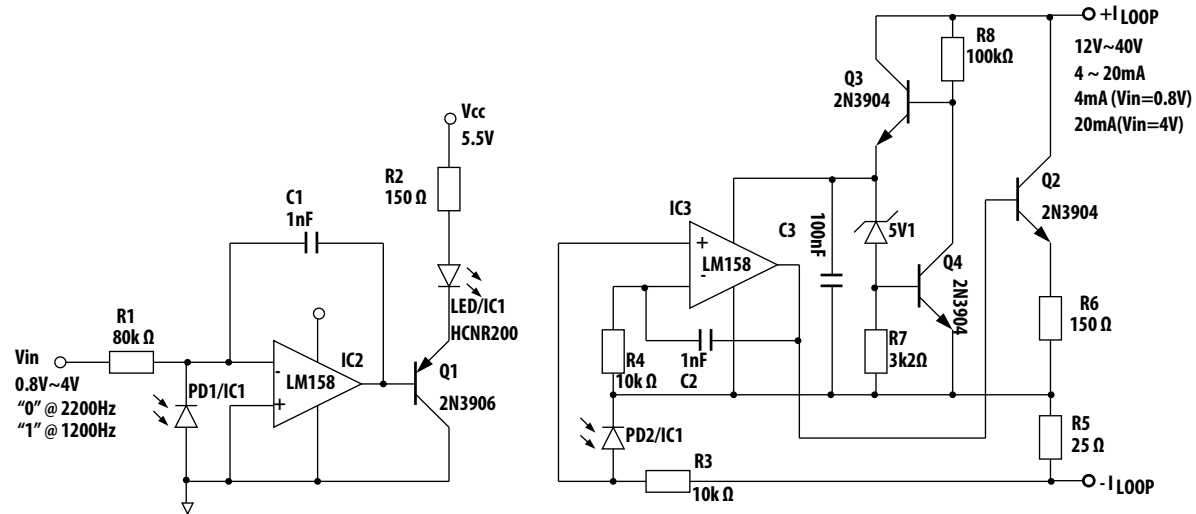 Vin
0.8V~4V
“0” @ 2200Hz
“1” @ 1200Hz
R1
80k Ω
PD1/IC1
C1
1nF
-
+
LM158
IC2
Vcc
5.5V
R2
150 Ω
LED/IC1
HCNR200
Q1
2N3906
IC3
+
-
LM158
R4
10k Ω
1nF
C2
PD2/IC1
R3
10k Ω
C3
100nF
Q3
2N3904
R8
100kΩ
5V1
R7
3k2Ω
Q4
2N3904
Q2
2N3904
R6
150 Ω
R5
25 Ω
+I LOOP
12V~40V
4 ~ 20mA
4mA (Vin=0.8V)
20mA(Vin=4V)
- I LOOP